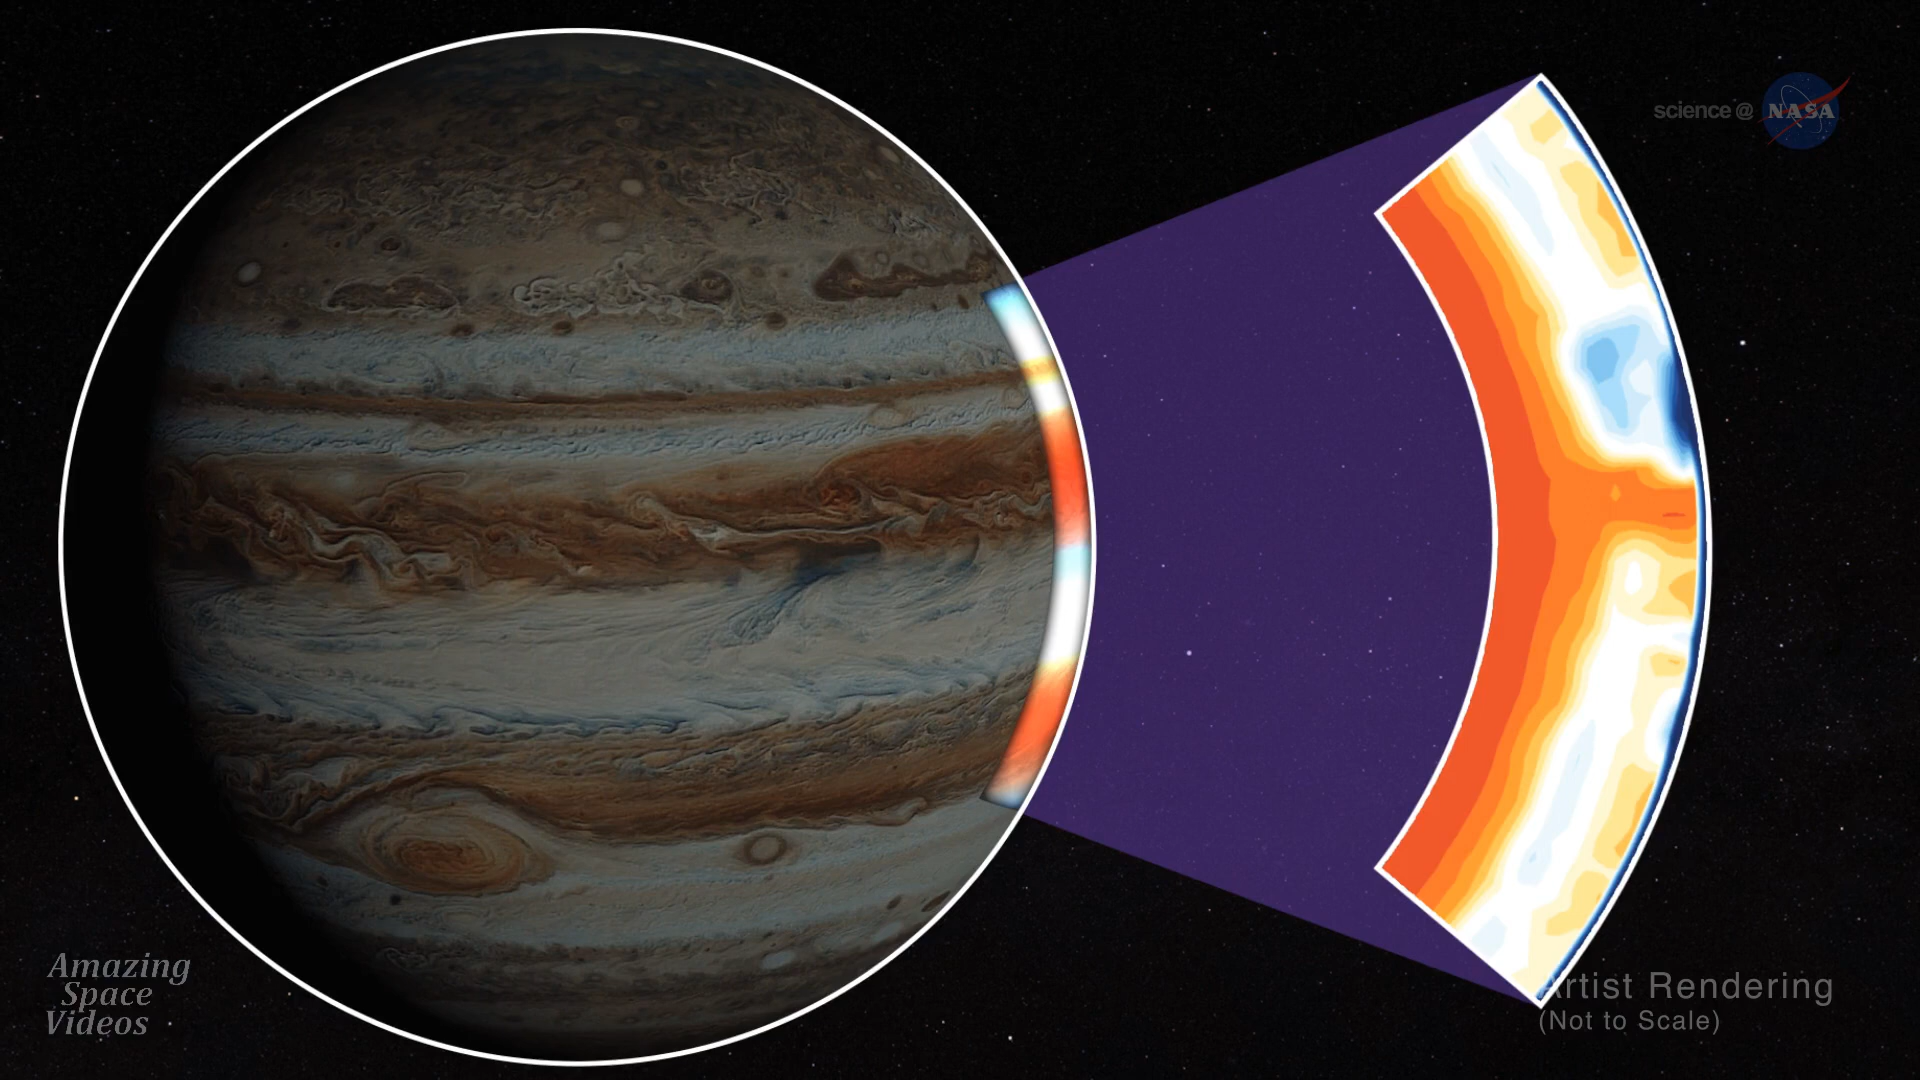 science @ NASA
Amazing
Space
Videos
Artist Rendering
(Not to Scale)